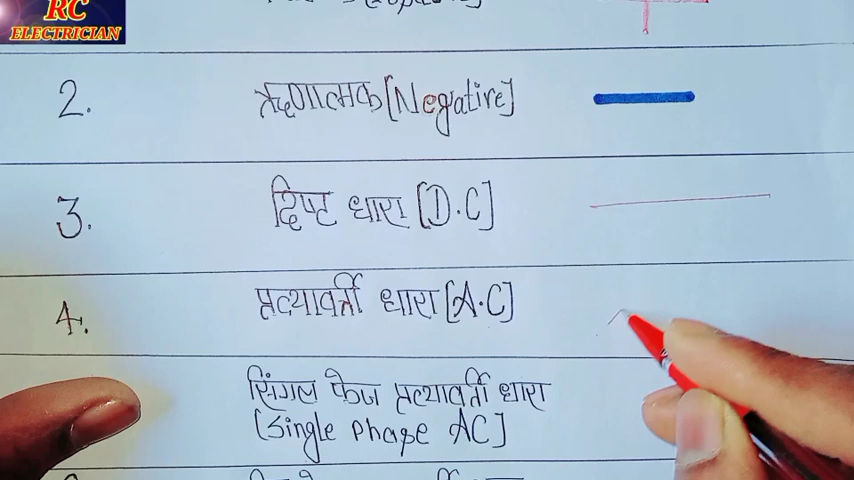 RC
ELECTRICIAN
2. ऋणात्मक [Negative]
3. दिष्ट धारा [D.C]
4. प्रत्यावर्ती धारा [A.C]
सिंगल फेज प्रत्यावर्ती धारा
[Single Phase AC]